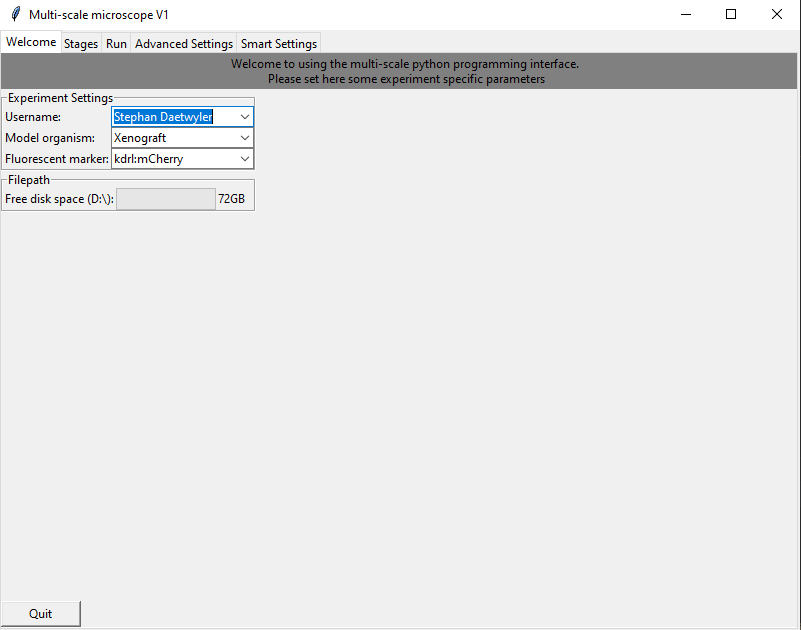 Multi-scale microscope V1
Welcome Stages Run Advanced Settings Smart Settings
Welcome to using the multi-scale python programming interface.
Please set here some experiment specific parameters
Experiment Settings
Username: Stephan Daetwyler
Model organism: Xenograft
Fluorescent marker: kdrl:mCherry
Filepath
Free disk space (D:\): 72GB
Quit